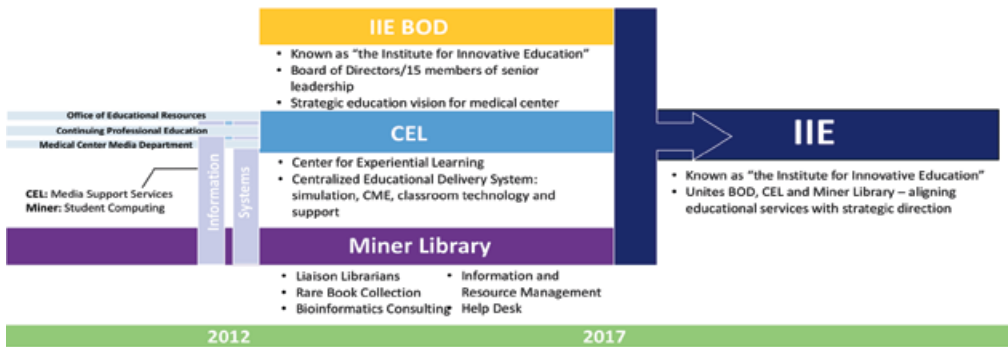 IIE BOD
• Known as “the Institute for Innovative Education”
• Board of Directors/15 members of senior
leadership
• Strategic education vision for medical center
Office of Educational Resources
Continuing Professional Education
Medical Center Media Department
CEL: Media Support Services
Miner: Student Computing
Information
Systems
CEL
• Center for Experiential Learning
• Centralized Educational Delivery System:
simulation, CME, classroom technology and
support
Miner Library
• Liaison Librarians
• Rare Book Collection
• Bioinformatics Consulting
• Information and
Resource Management
• Help Desk
IIE
• Known as “the Institute for Innovative Education”
• Unites BOD, CEL and Miner Library – aligning
educational services with strategic direction
2012
2017